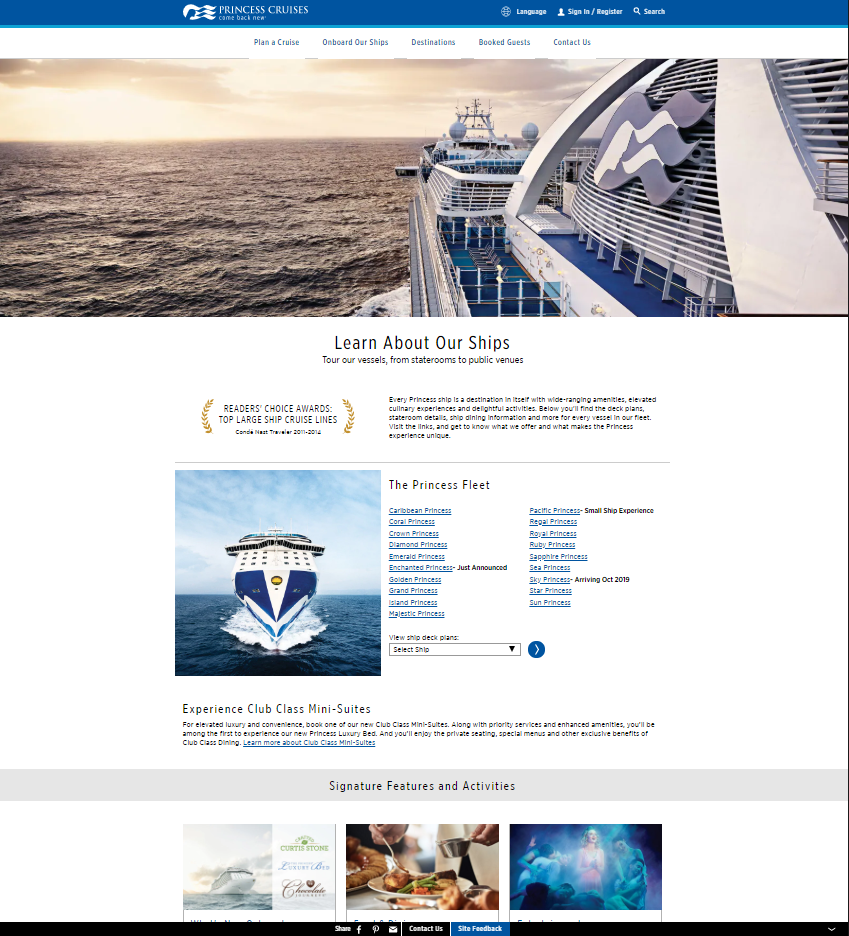 PRINCESS CRUISES
come back new
Language
Sign In / Register
Search
Plan a Cruise
Onboard Our Ships
Destinations
Booked Guests
Contact Us
Learn About Our Ships
Tour our vessels, from staterooms to public venues
READERS' CHOICE AWARDS:
TOP LARGE SHIP CRUISE LINES
Condé Nast Traveler 2011-2014
Every Princess ship is a destination in itself with wide-ranging amenities, elevated
culinary experiences and delightful activities. Below you'll find the deck plans,
stateroom details, ship dining information and more for every vessel in our fleet.
Visit the links, and get to know what we offer and what makes the Princess
experience unique.
The Princess Fleet
Caribbean Princess
Coral Princess
Crown Princess
Diamond Princess
Emerald Princess
Enchanted Princess- Just Announced
Golden Princess
Grand Princess
Island Princess
Majestic Princess
Pacific Princess- Small Ship Experience
Regal Princess
Royal Princess
Ruby Princess
Sapphire Princess
Sea Princess
Sky Princess- Arriving Oct 2019
Star Princess
Sun Princess
View ship deck plans:
Select Ship
Experience Club Class Mini-Suites
For elevated luxury and convenience, book one of our new Club Class Mini-Suites. Along with priority services and enhanced amenities, you'll be
among the first to experience our new Princess Luxury Bed. And you'll enjoy the private seating, special menus and other exclusive benefits of
Club Class Dining. Learn more about Club Class Mini-Suites
Signature Features and Activities
CURTIS STONE
LUXURY BED
Chocolate
JOURNEYS
Share
Contact Us
Site Feedback